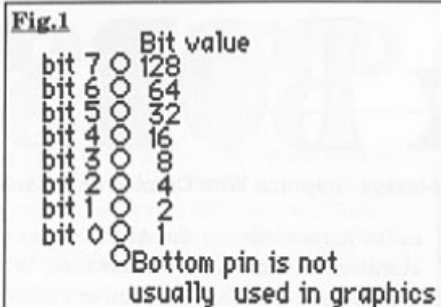 Fig.1
Bit value
bit 7 128
bit 6 64
bit 5 32
bit 4 16
bit 3 8
bit 2 4
bit 1 2
bit 0 1
Bottom pin is not
usually used in graphics